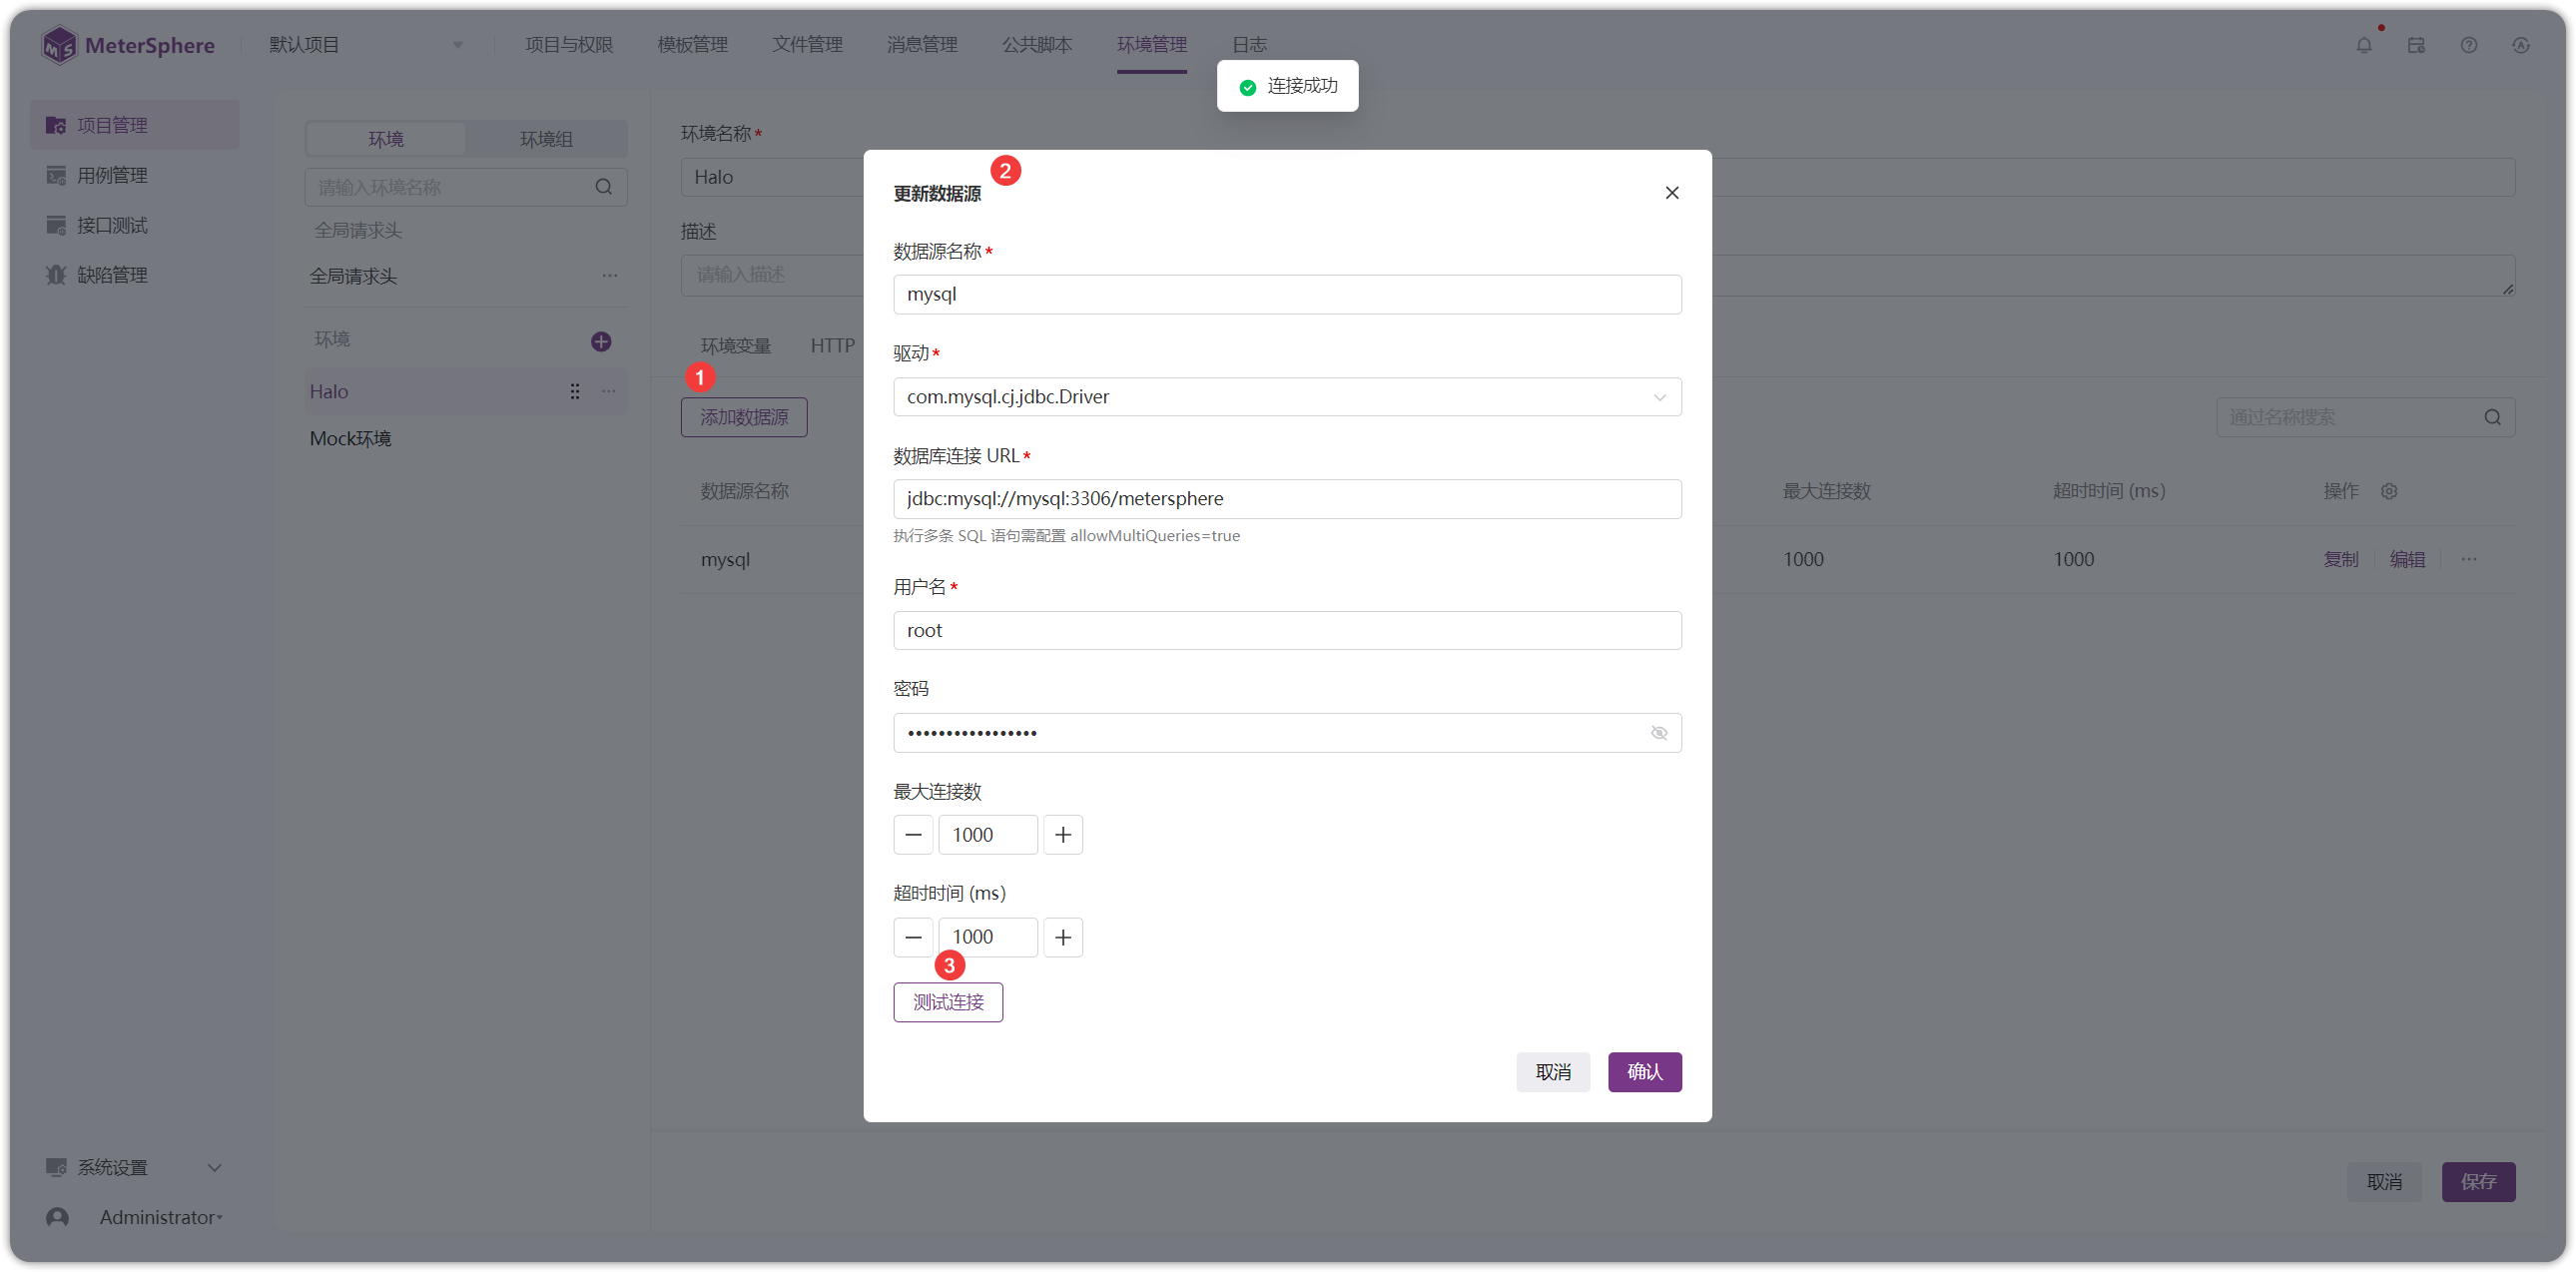 MeterSphere
默认项目
项目与权限
模板管理
文件管理
消息管理
公共脚本
环境管理
日志
连接成功
项目管理
用例管理
接口测试
缺陷管理
系统设置
Administrator
环境
环境组
请输入环境名称
全局请求头
全局请求头
环境
Halo
Mock环境
环境名称*
Halo
描述
请输入描述
环境变量
HTTP
1
添加数据源
通过名称搜索
数据源名称
最大连接数
超时时间 (ms)
操作
mysql
1000
1000
复制
编辑
取消
保存
2
更新数据源
数据源名称*
mysql
驱动*
com.mysql.cj.jdbc.Driver
数据库连接 URL*
jdbc:mysql://mysql:3306/metersphere
执行多条 SQL 语句需配置 allowMultiQueries=true
用户名*
root
密码
•••••••••••••••••
最大连接数
1000
超时时间 (ms)
1000
3
测试连接
取消
确认